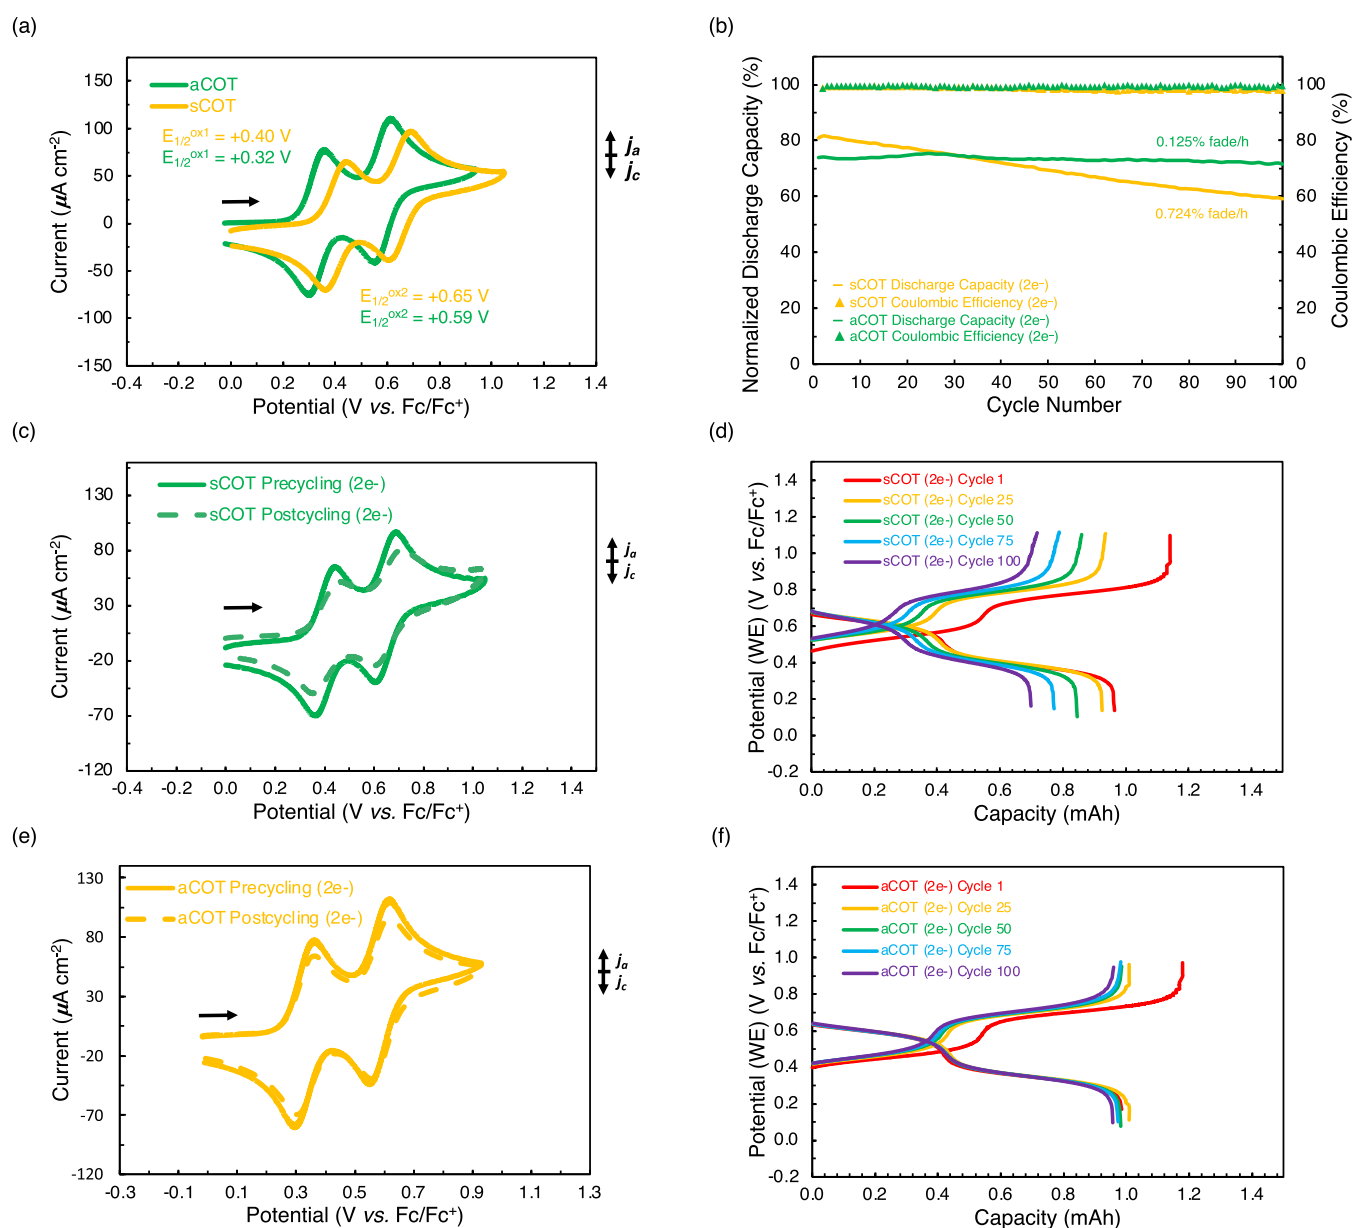 (a)
aCOT
sCOT
E1/2ox1 = +0.40 V
E1/2ox1 = +0.32 V
E1/2ox2 = +0.65 V
E1/2ox2 = +0.59 V
ja
jc
150
100
50
0
-50
-100
-150
-0.4 -0.2 0.0 0.2 0.4 0.6 0.8 1.0 1.2 1.4
Current (µA cm-2)
Potential (V vs. Fc/Fc+)
(b)
Normalized Discharge Capacity (%)
Coulombic Efficiency (%)
100
80
60
40
20
0
100
80
60
40
20
0
0.125% fade/h
0.724% fade/h
sCOT Discharge Capacity (2e–)
sCOT Coulombic Efficiency (2e–)
aCOT Discharge Capacity (2e–)
aCOT Coulombic Efficiency (2e–)
0 10 20 30 40 50 60 70 80 90 100
Cycle Number
(c)
sCOT Precycling (2e-)
sCOT Postcycling (2e-)
ja
jc
130
80
30
-20
-70
-120
-0.4 -0.2 0.0 0.2 0.4 0.6 0.8 1.0 1.2 1.4
Current (µA cm-2)
Potential (V vs. Fc/Fc+)
(d)
sCOT (2e-) Cycle 1
sCOT (2e-) Cycle 25
sCOT (2e-) Cycle 50
sCOT (2e-) Cycle 75
sCOT (2e-) Cycle 100
1.4
1.2
1.0
0.8
0.6
0.4
0.2
0.0
-0.2
0.0 0.2 0.4 0.6 0.8 1.0 1.2 1.4
Potential (WE) (V vs. Fc/Fc+)
Capacity (mAh)
(e)
aCOT Precycling (2e-)
aCOT Postcycling (2e-)
ja
jc
130
80
30
-20
-70
-120
-0.3 -0.1 0.1 0.3 0.5 0.7 0.9 1.1 1.3
Current (µA cm-2)
Potential (V vs. Fc/Fc+)
(f)
aCOT (2e-) Cycle 1
aCOT (2e-) Cycle 25
aCOT (2e-) Cycle 50
aCOT (2e-) Cycle 75
aCOT (2e-) Cycle 100
1.4
1.2
1.0
0.8
0.6
0.4
0.2
0.0
-0.2
0.0 0.2 0.4 0.6 0.8 1.0 1.2 1.4
Potential (WE) (V vs. Fc/Fc+)
Capacity (mAh)